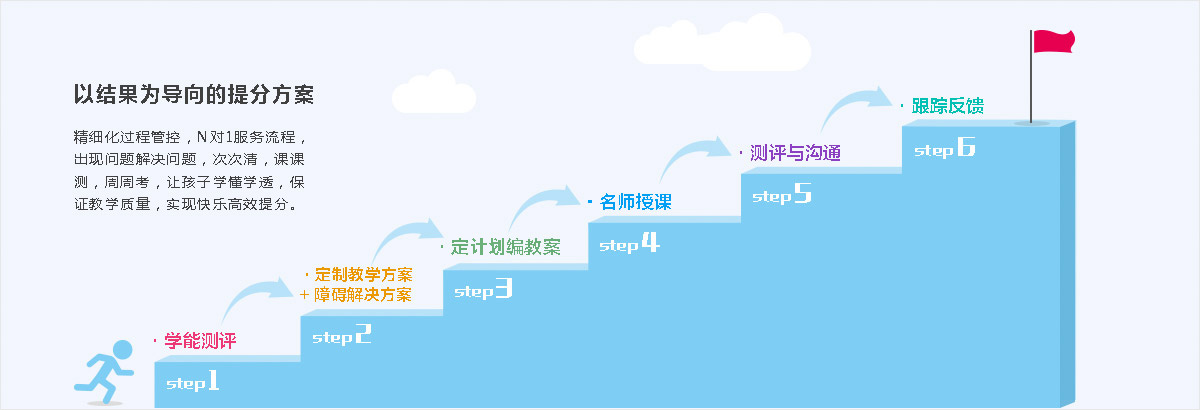 以结果为导向的提分方案
精细化过程管控，N对1服务流程，
出现问题解决问题，次次清，课课
测，周周考，让孩子学懂学透，保
证教学质量，实现快乐高效提分。
· 学能测评
step1
· 定制教学方案
+ 障碍解决方案
step2
· 定计划编教案
step3
· 名师授课
step4
· 测评与沟通
step5
· 跟踪反馈
step6